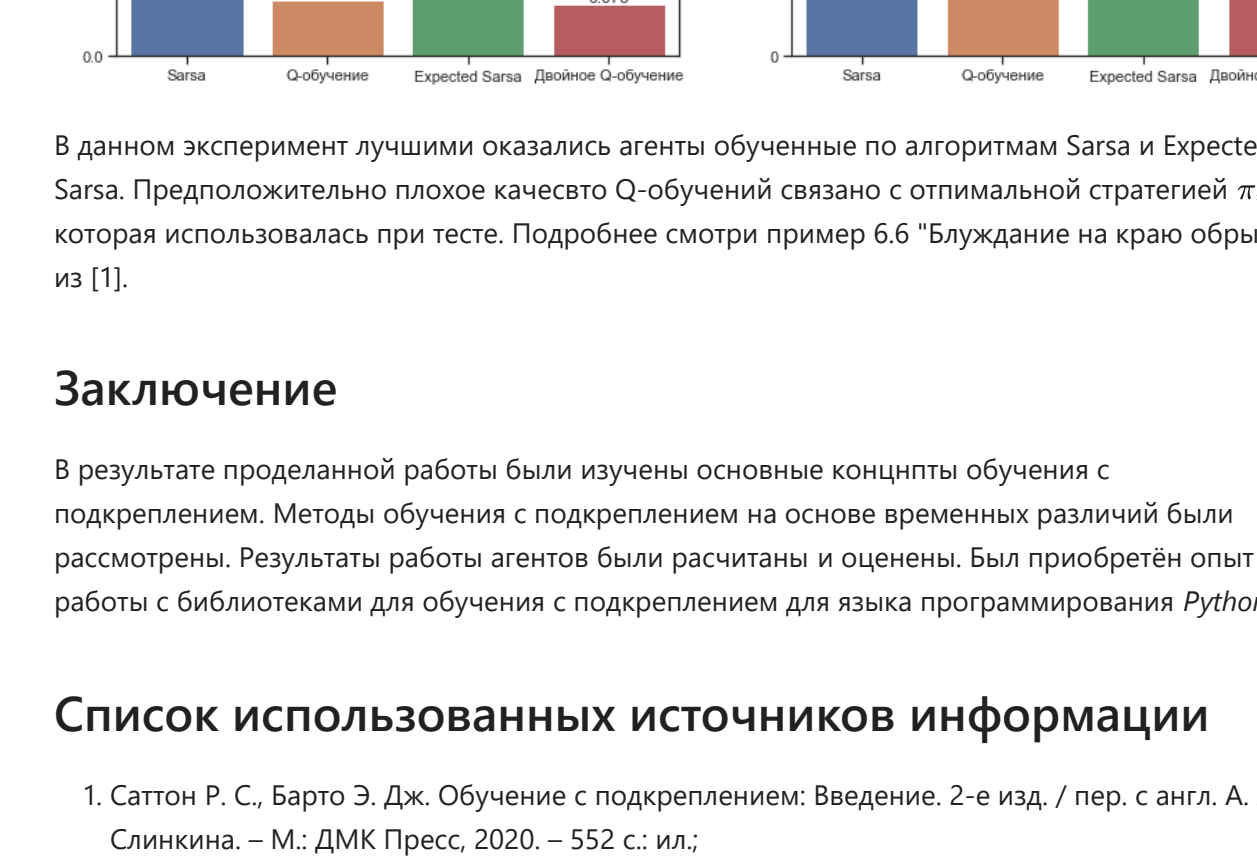 0.0
Sarsa Q-обучение Expected Sarsa Двойное Q-обучение
0
Sarsa Q-обучение Expected Sarsa
В данном эксперимент лучшими оказались агенты обученные по алгоритмам Sarsa и Expecte
Sarsa. Предположительно плохое качесвто Q-обучений связано с отпимальной стратегией π,
которая использовалась при тесте. Подробнее смотри пример 6.6 "Блуждание на краю обры
из [1].
Заключение
В результате проделанной работы были изучены основные концнпты обучения с
подкреплением. Методы обучения с подкреплением на основе временных различий были
рассмотрены. Результаты работы агентов были расчитаны и оценены. Был приобретён опыт
работы с библиотеками для обучения с подкреплением для языка программирования Python
Список использованных источников информации
1. Саттон Р. С., Барто Э. Дж. Обучение с подкреплением: Введение. 2-е изд. / пер. с англ. А.
Слинкина. – М.: ДМК Пресс, 2020. – 552 с.: ил.;